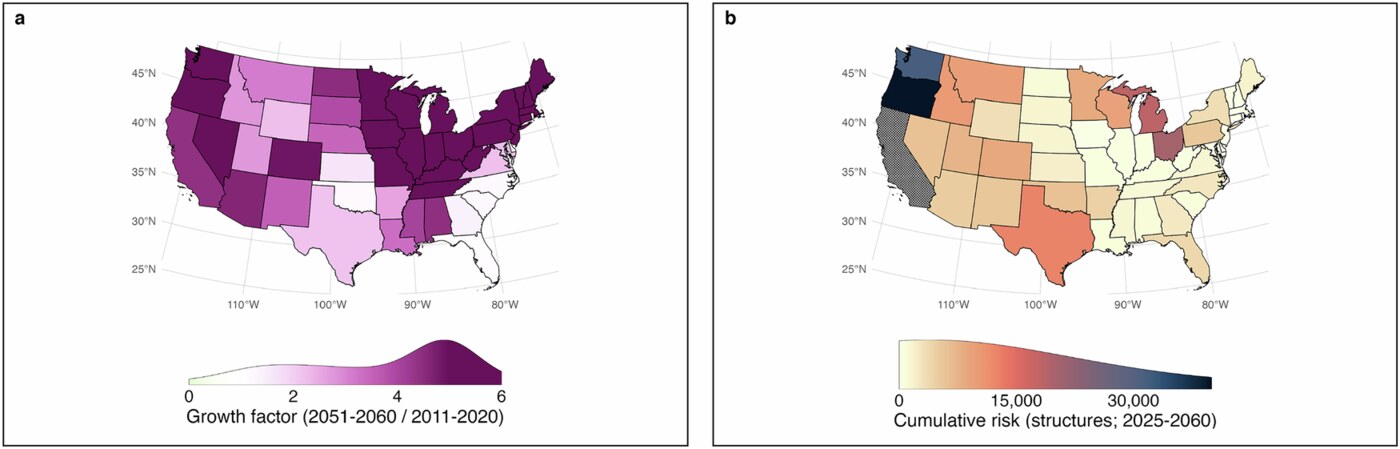 a
45°N
40°N
35°N
30°N
25°N
110°W 100°W 90°W 80°W
0 2 4 6
Growth factor (2051-2060 / 2011-2020)
b
45°N
40°N
35°N
30°N
25°N
110°W 100°W 90°W 80°W
0 15,000 30,000
Cumulative risk (structures; 2025-2060)